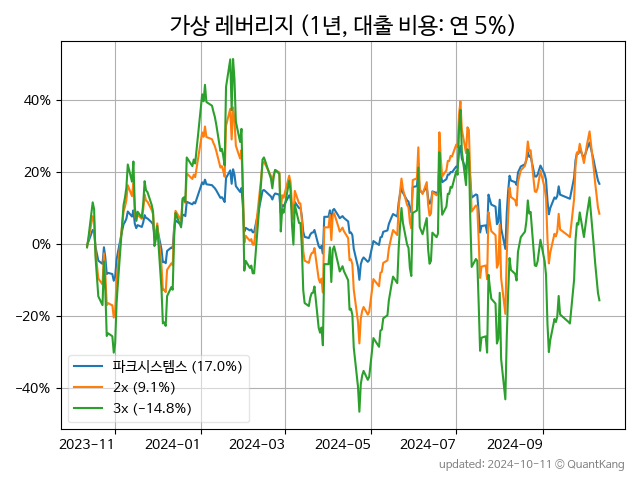 가상 레버리지 (1년, 대출 비용: 연 5%)
40%
20%
0%
−20%
−40%
파크시스템스 (17.0%)
2x (9.1%)
3x (−14.8%)
2023−11 2024−01 2024−03 2024−05 2024−07 2024−09
updated: 2024-10-11 © QuantKang